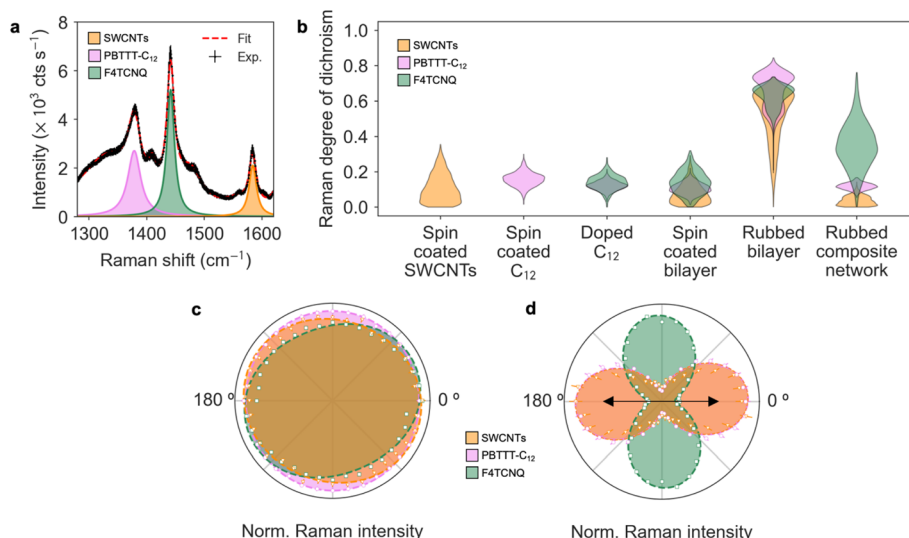 a
SWCNTs
PBTTT-C₁₂
F4TCNQ
Fit
Exp.
Intensity (× 10³ cts s⁻¹)
8
6
4
2
0
1300 1400 1500 1600
Raman shift (cm⁻¹)
b
SWCNTs
PBTTT-C₁₂
F4TCNQ
Raman degree of dichroism
1.0
0.8
0.6
0.4
0.2
0.0
Spin
coated
SWCNTs
Spin
coated
C₁₂
Doped
C₁₂
Spin
coated
bilayer
Rubbed
bilayer
Rubbed
composite
network
c
180 º
0 º
Norm. Raman intensity
SWCNTs
PBTTT-C₁₂
F4TCNQ
d
180 º
0 º
Norm. Raman intensity